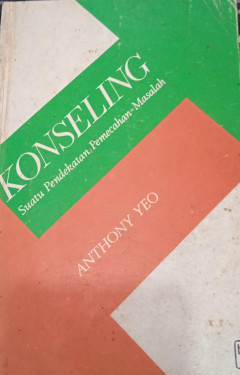 KONSELING
Suatu Pendekatan Pemecahan-Masalah
ANTHONY YEO